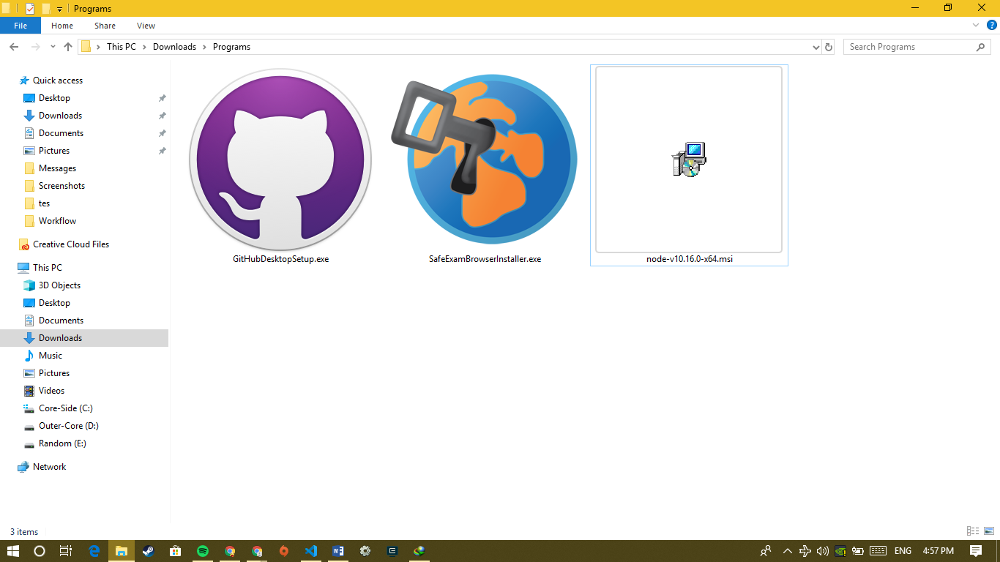 Programs
File Home Share View
This PC Downloads Programs
Search Programs
Quick access
Desktop
Downloads
Documents
Pictures
Messages
Screenshots
tes
Workflow
Creative Cloud Files
This PC
3D Objects
Desktop
Documents
Downloads
Music
Pictures
Videos
Core-Side (C:)
Outer-Core (D:)
Random (E:)
Network
GitHubDesktopSetup.exe
SafeExamBrowserInstaller.exe
node-v10.16.0-x64.msi
3 items
ENG 4:57 PM